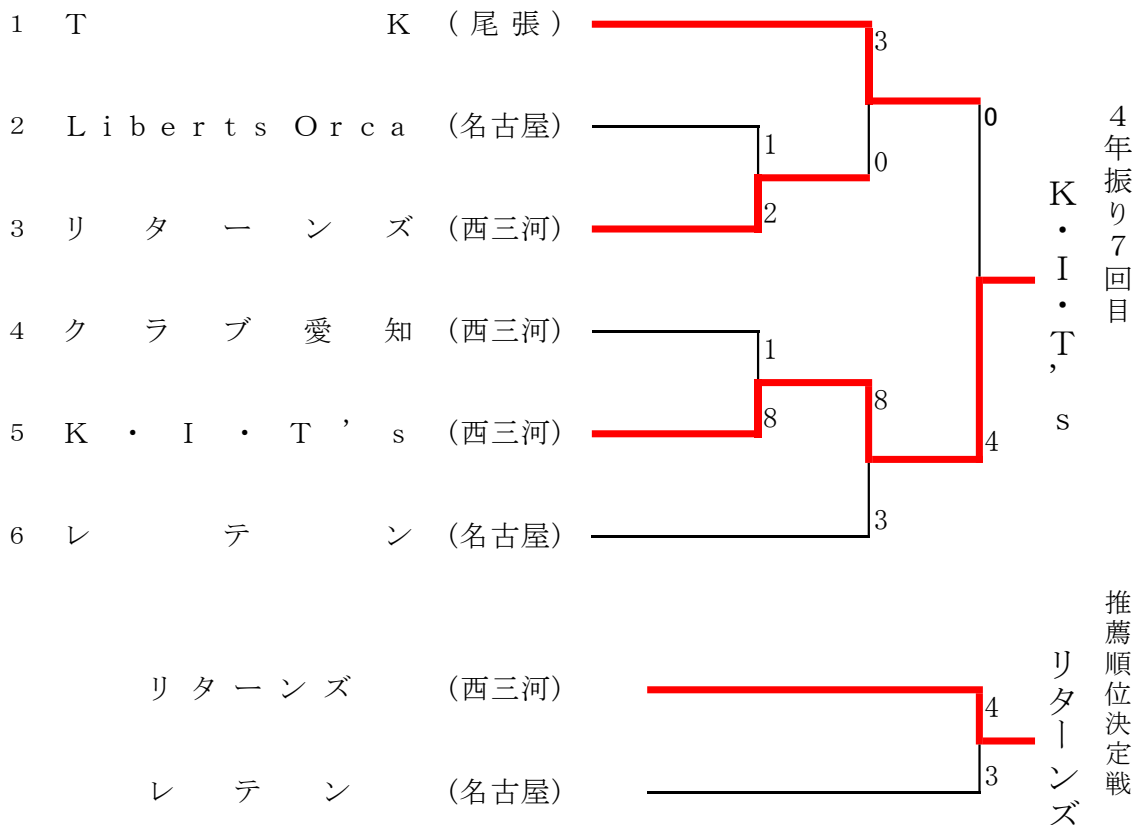 1 T K (尾張)
3
0
4年振り7回目
2 Liberts Orca (名古屋)
1
0
K・I・T's
3 リターンズ (西三河)
2
4 クラブ愛知 (西三河)
1
8
5 K・I・T's (西三河)
8
4
6 レテン (名古屋)
3
推薦順位決定戦
リターンズ (西三河)
4
リターンズ
レテン (名古屋)
3